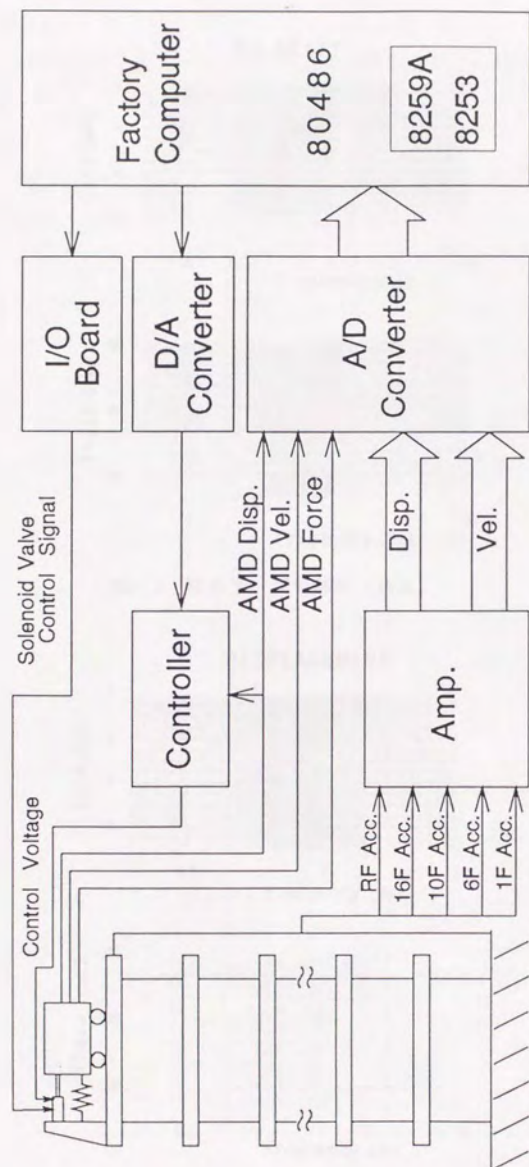 Solenoid Valve
Control Signal
Control Voltage
I/O
Board
Factory
Computer
D/A
Converter
80486
Controller
8259A
8253
AMD Disp.
AMD Vel.
AMD Force
A/D
Converter
RF Acc.
16F Acc.
10F Acc.
6F Acc.
1F Acc.
Amp.
Disp.
Vel.